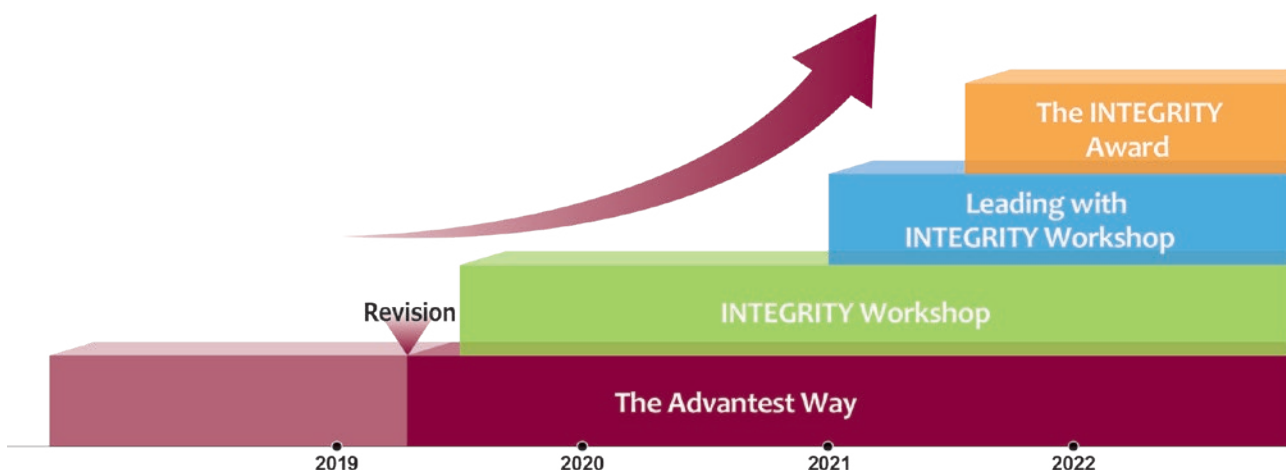 The INTEGRITY
Award
Leading with
INTEGRITY Workshop
Revision
INTEGRITY Workshop
The Advantest Way
2019 2020 2021 2022